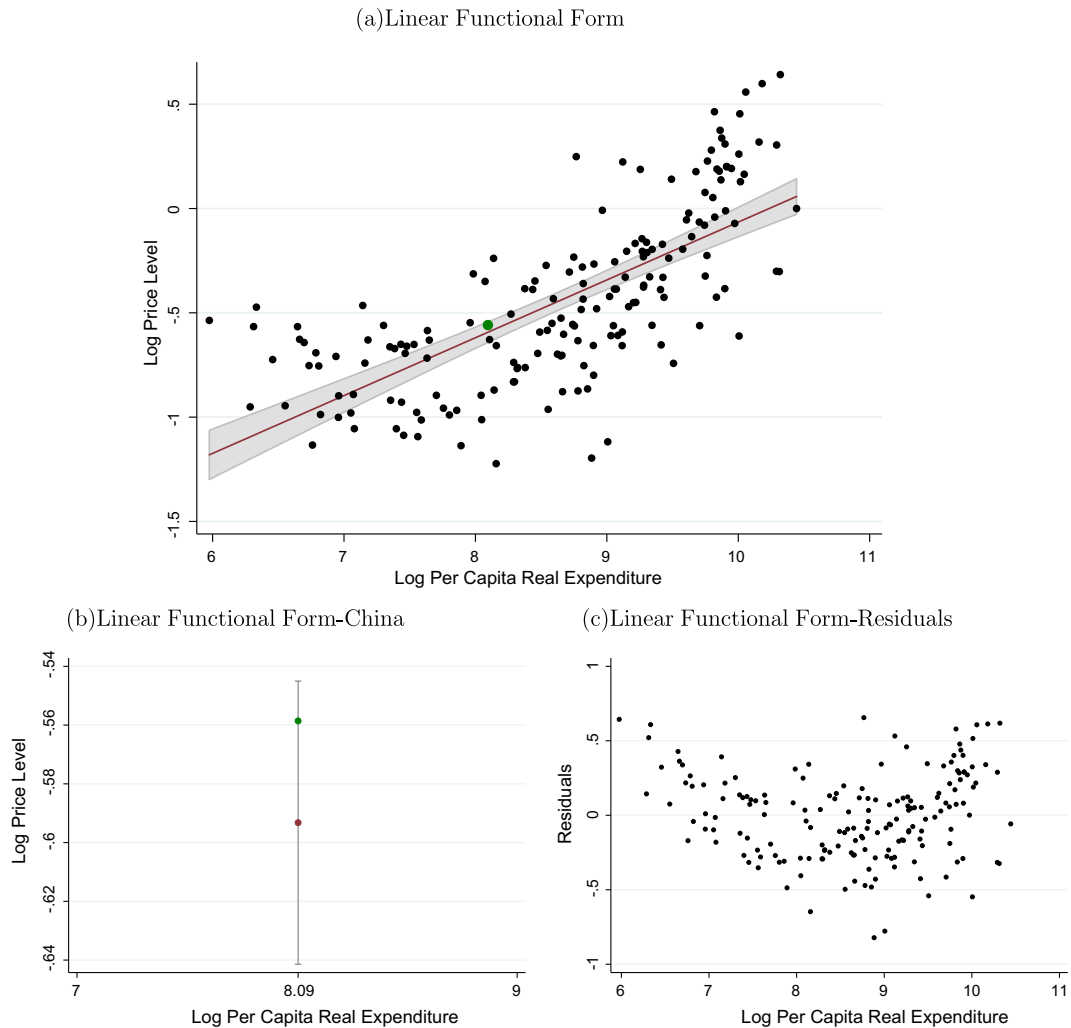 (a)Linear Functional Form
.5
0
-.5
-1
-1.5
Log Price Level
6 7 8 9 10 11
Log Per Capita Real Expenditure
(b)Linear Functional Form-China
-.54
-.56
-.58
-.6
-.62
-.64
Log Price Level
7 8.09 9
Log Per Capita Real Expenditure
(c)Linear Functional Form-Residuals
1
.5
0
-.5
-1
Residuals
6 7 8 9 10 11
Log Per Capita Real Expenditure